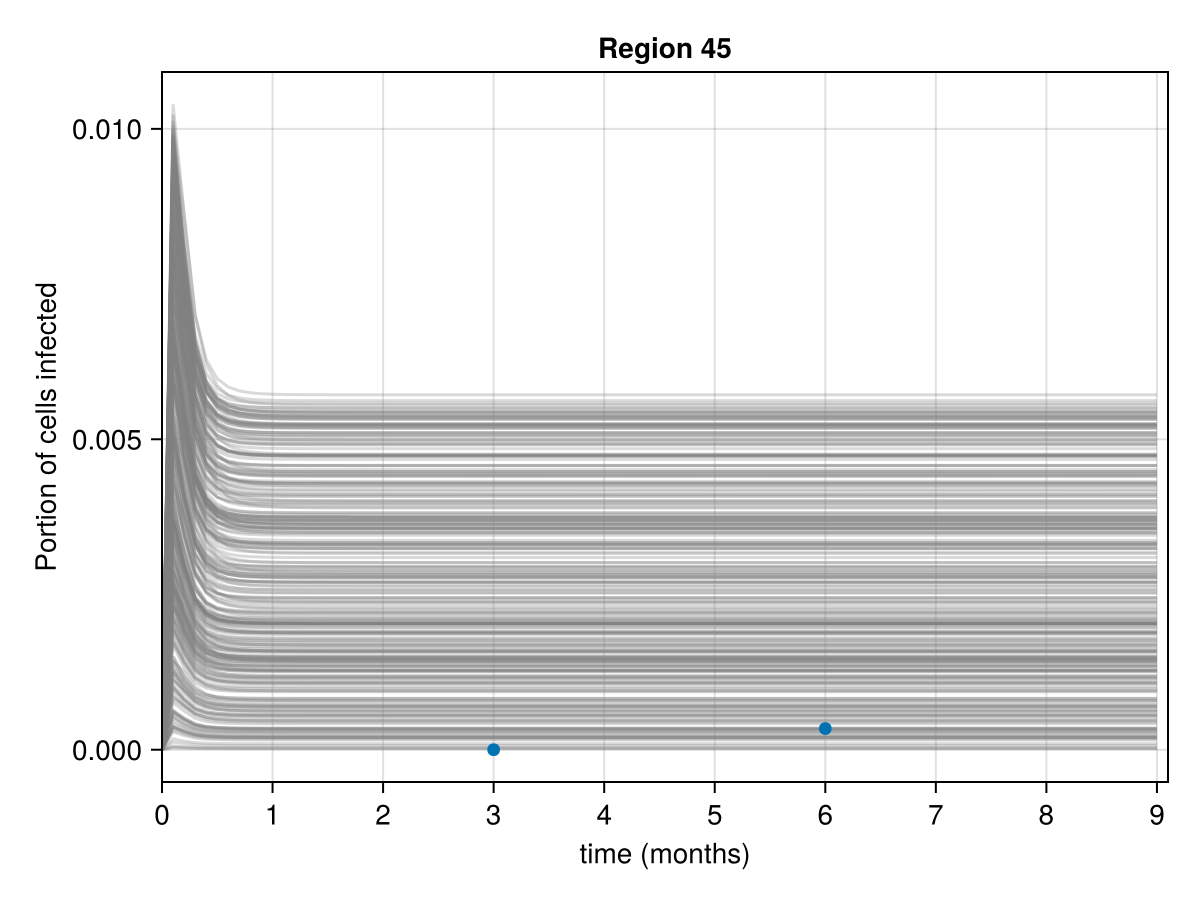 Region 45
0.010
0.005
0.000
Portion of cells infected
0 1 2 3 4 5 6 7 8 9
time (months)